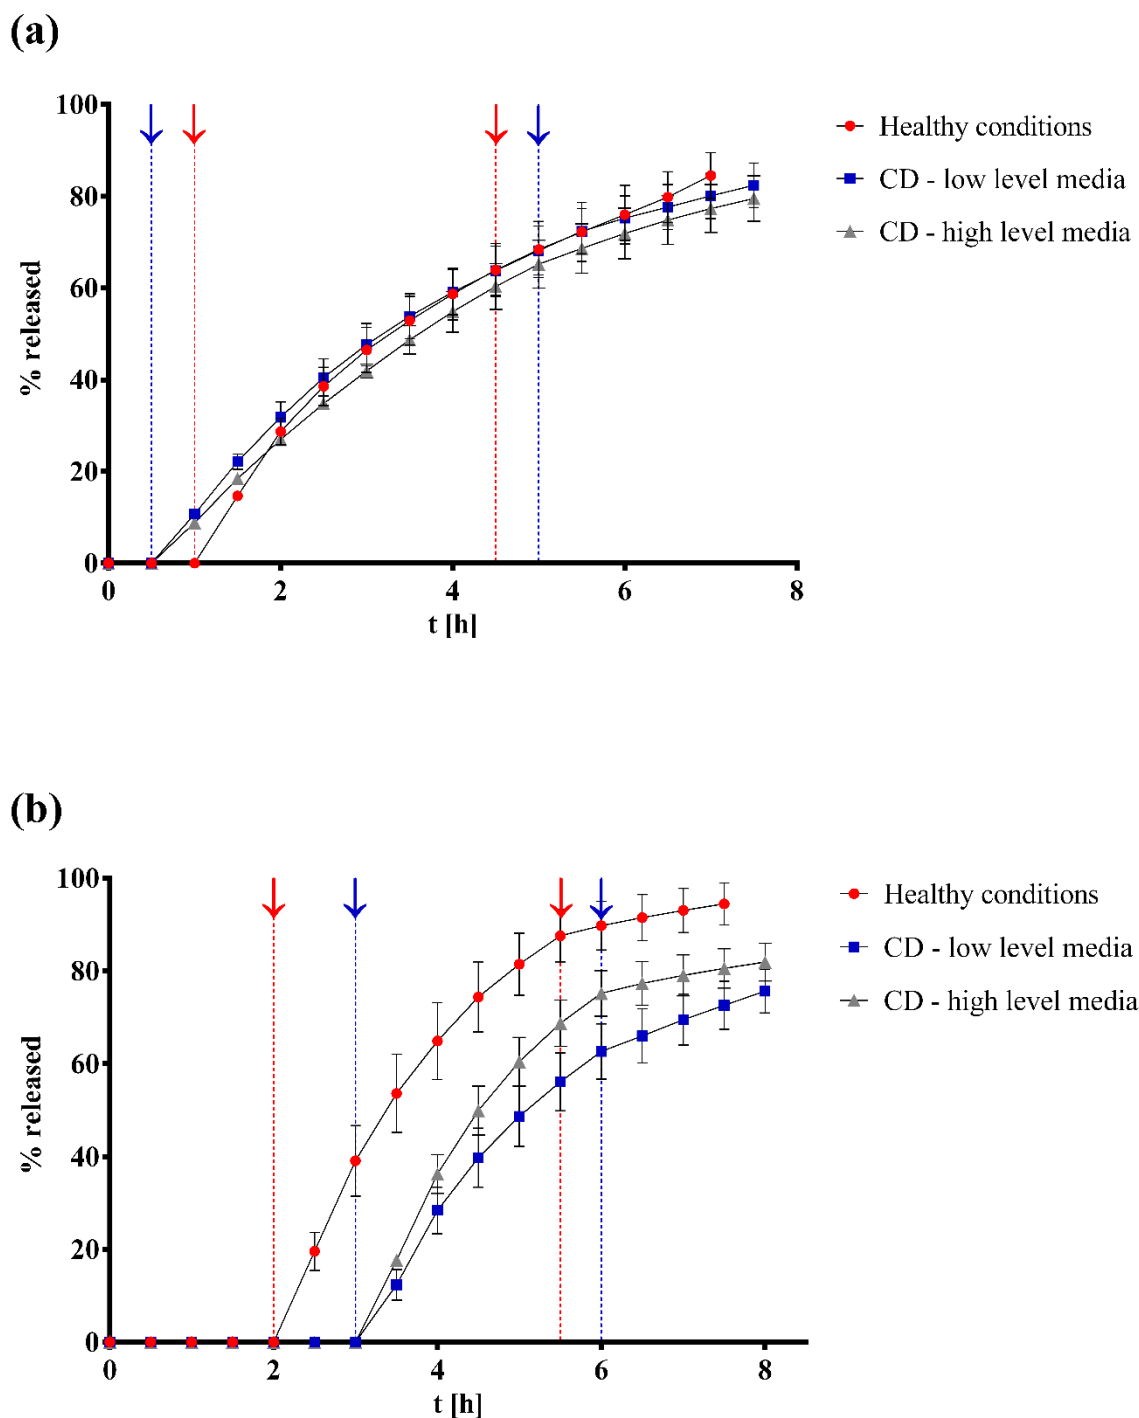 (a)
100
80
60
40
20
0
% released
0 2 4 6 8
t [h]
Healthy conditions
CD - low level media
CD - high level media
(b)
100
80
60
40
20
0
% released
0 2 4 6 8
t [h]
Healthy conditions
CD - low level media
CD - high level media